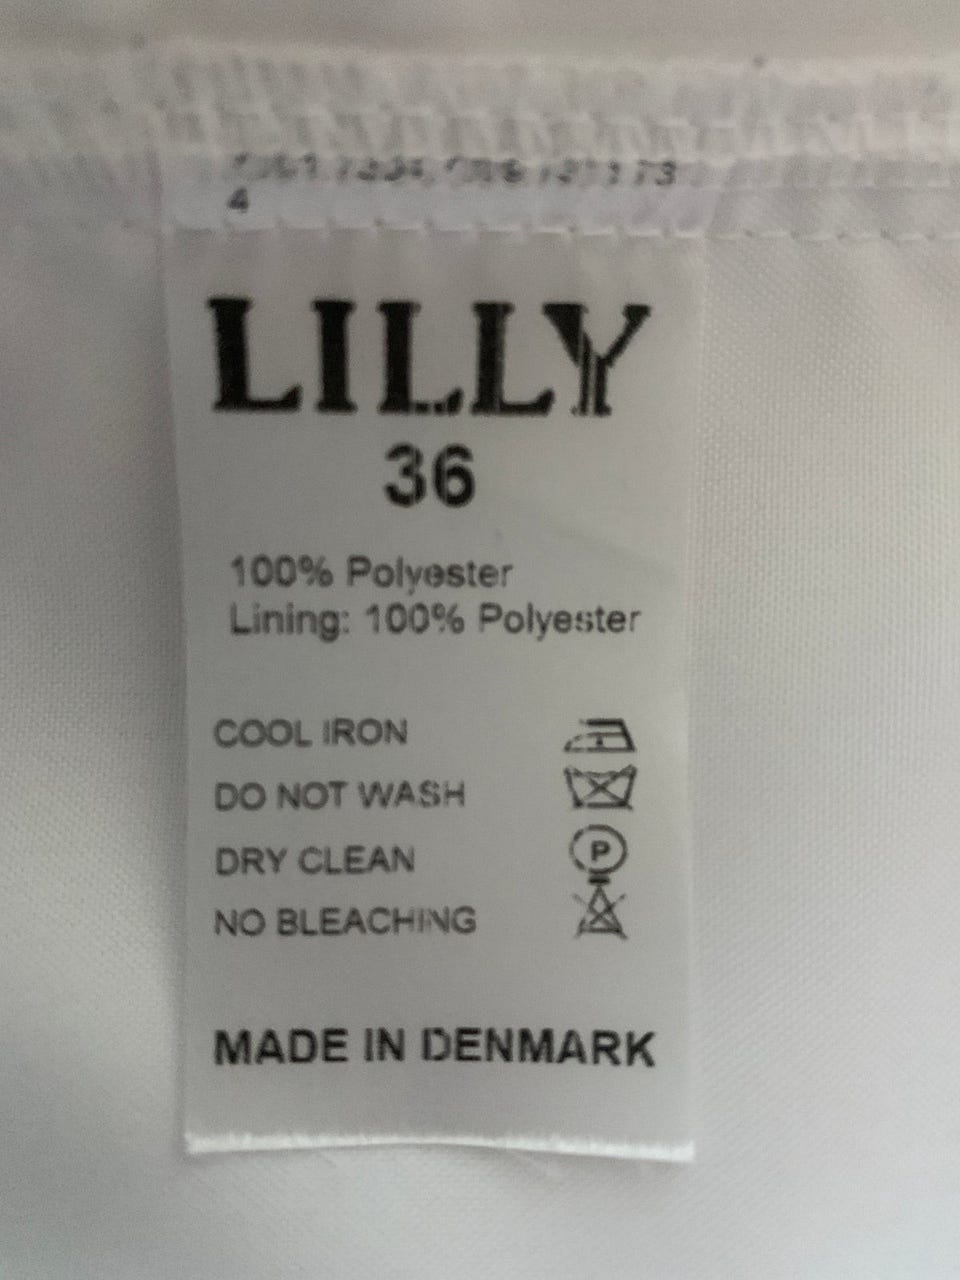 4
LILLY
36
100% Polyester
Lining: 100% Polyester
COOL IRON
DO NOT WASH
DRY CLEAN
P
NO BLEACHING
MADE IN DENMARK